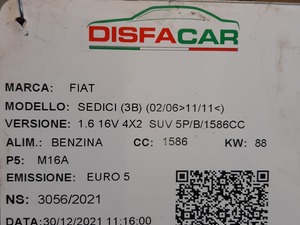 DISFACAR
MARCA: FIAT
MODELLO: SEDICI (3B) (02/06>11/11<)
VERSIONE: 1.6 16V 4X2 SUV 5P/B/1586CC
ALIM.: BENZINA CC: 1586 KW: 88
P5: M16A
EMISSIONE: EURO 5
NS: 3056/2021
DATA:30/12/2021 11:16:00